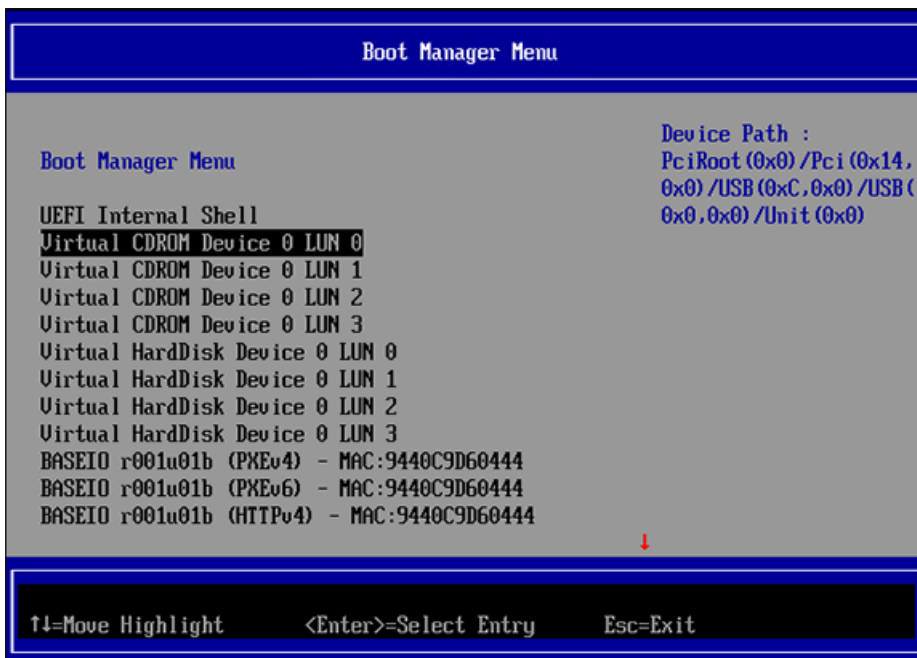 Boot Manager Menu
Boot Manager Menu
UEFI Internal Shell
Virtual CDROM Device 0 LUN 0
Virtual CDROM Device 0 LUN 1
Virtual CDROM Device 0 LUN 2
Virtual CDROM Device 0 LUN 3
Virtual HardDisk Device 0 LUN 0
Virtual HardDisk Device 0 LUN 1
Virtual HardDisk Device 0 LUN 2
Virtual HardDisk Device 0 LUN 3
BASEIO r001u01b (PXEv4) - MAC:9440C9D60444
BASEIO r001u01b (PXEv6) - MAC:9440C9D60444
BASEIO r001u01b (HTTPv4) - MAC:9440C9D60444
Device Path :
PciRoot(0x0)/Pci(0x14,
0x0)/USB(0xC,0x0)/USB(
0x0,0x0)/Unit(0x0)
↓
↑↓=Move Highlight <Enter>=Select Entry Esc=Exit